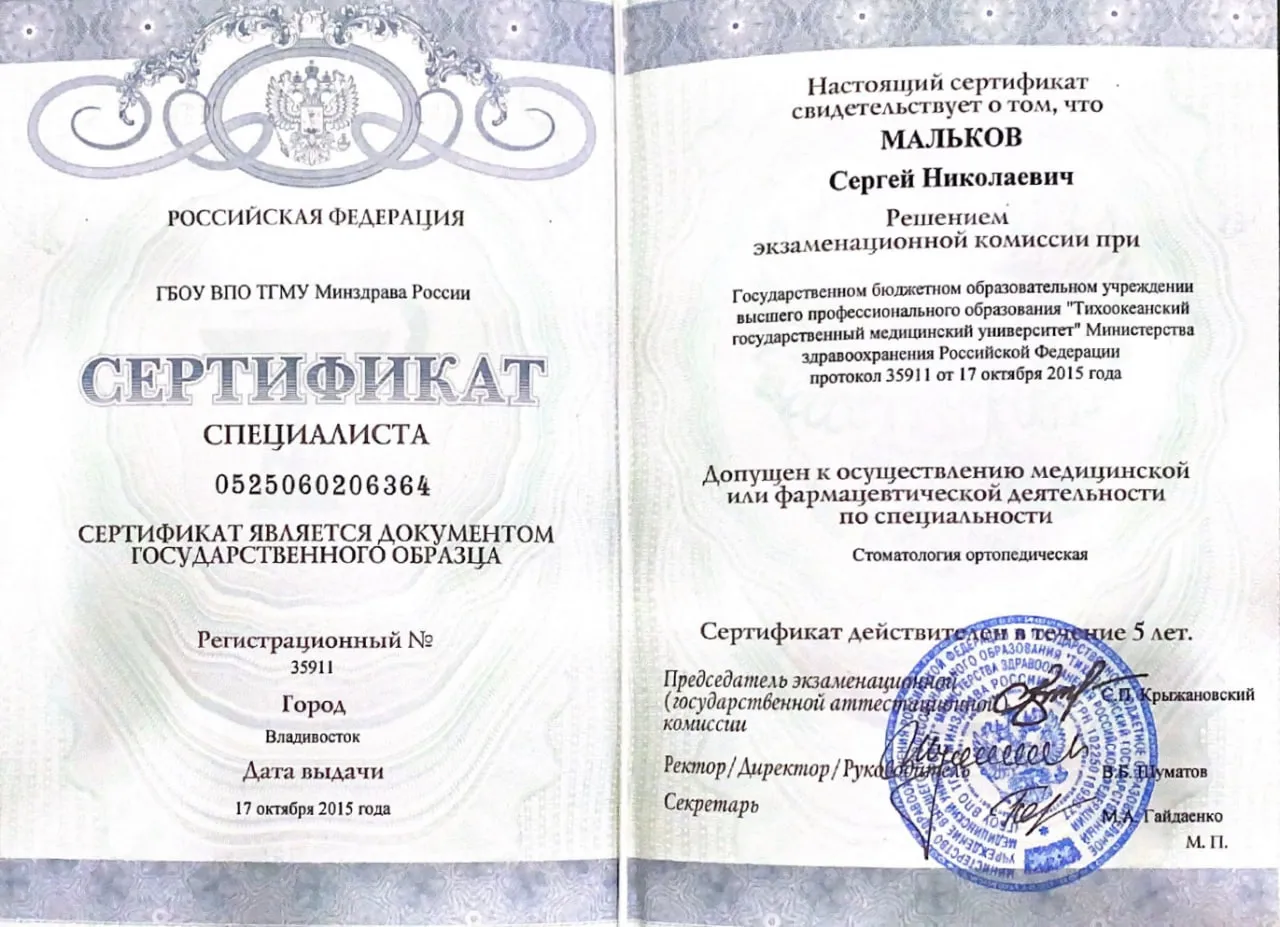 РОССИЙСКАЯ ФЕДЕРАЦИЯ
ГБОУ ВПО ТГМУ Минздрава России
СЕРТИФИКАТ
СПЕЦИАЛИСТА
0525060206364
СЕРТИФИКАТ ЯВЛЯЕТСЯ ДОКУМЕНТОМ
ГОСУДАРСТВЕННОГО ОБРАЗЦА
Регистрационный №
35911
Город
Владивосток
Дата выдачи
17 октября 2015 года
Настоящий сертификат
свидетельствует о том, что
МАЛЬКОВ
Сергей Николаевич
Решением
экзаменационной комиссии при
Государственном бюджетном образовательном учреждении
высшего профессионального образования "Тихоокеанский
государственный медицинский университет" Министерства
здравоохранения Российской Федерации
протокол 35911 от 17 октября 2015 года
Допущен к осуществлению медицинской
или фармацевтической деятельности
по специальности
Стоматология ортопедическая
Сертификат действителен в течение 5 лет.
Председатель экзаменационной
(государственной аттестационной
комиссии
С.П. Крыжановский
Ректор/Директор/Руководитель
В.Б. Шуматов
Секретарь
М.А. Гайдаенко
М. П.